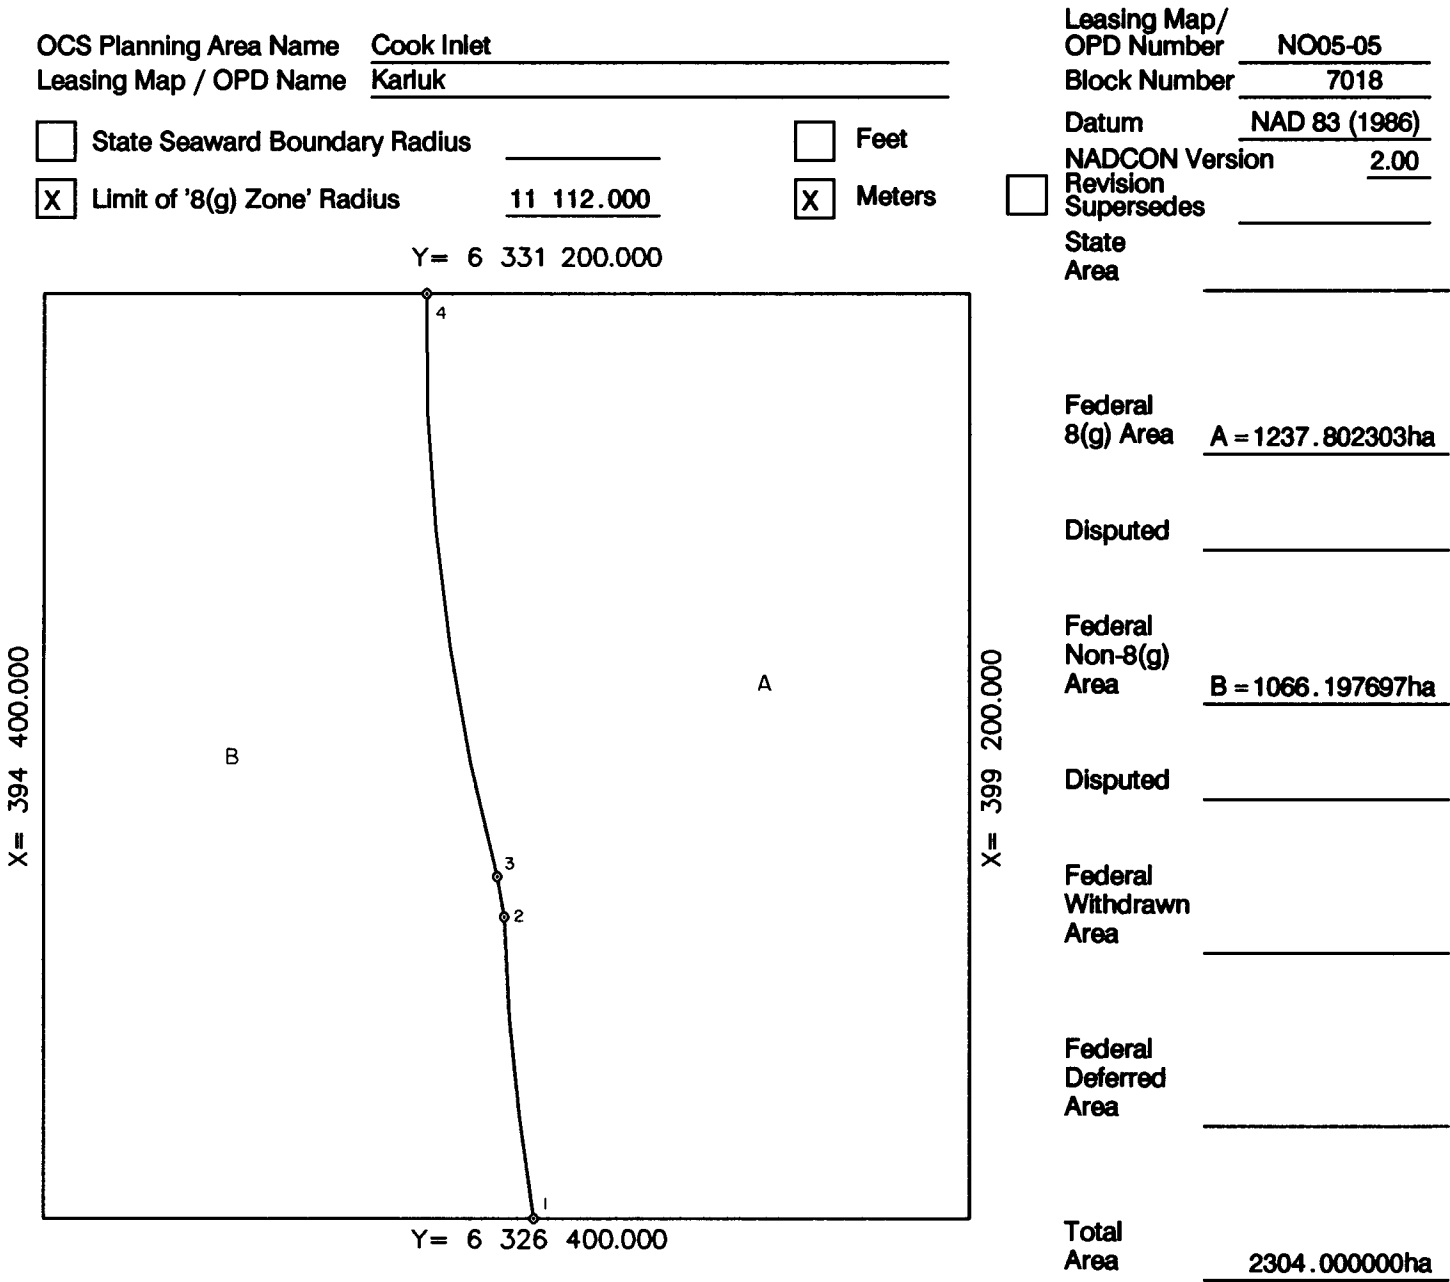 OCS Planning Area Name Cook Inlet
Leasing Map / OPD Name Karluk
Leasing Map/
OPD Number NO05-05
Block Number 7018
Datum NAD 83 (1986)
NADCON Version 2.00
Revision
Supersedes
State Seaward Boundary Radius
Feet
X Limit of '8(g) Zone' Radius 11 112.000
X Meters
State
Area
Y= 6 331 200.000
4
Federal
8(g) Area A =1237.802303ha
Disputed
Federal
Non-8(g)
Area B =1066.197697ha
X= 394 400.000
B
A
X= 399 200.000
Disputed
3
2
Federal
Withdrawn
Area
Federal
Deferred
Area
1
Y= 6 326 400.000
Total
Area 2304.000000ha